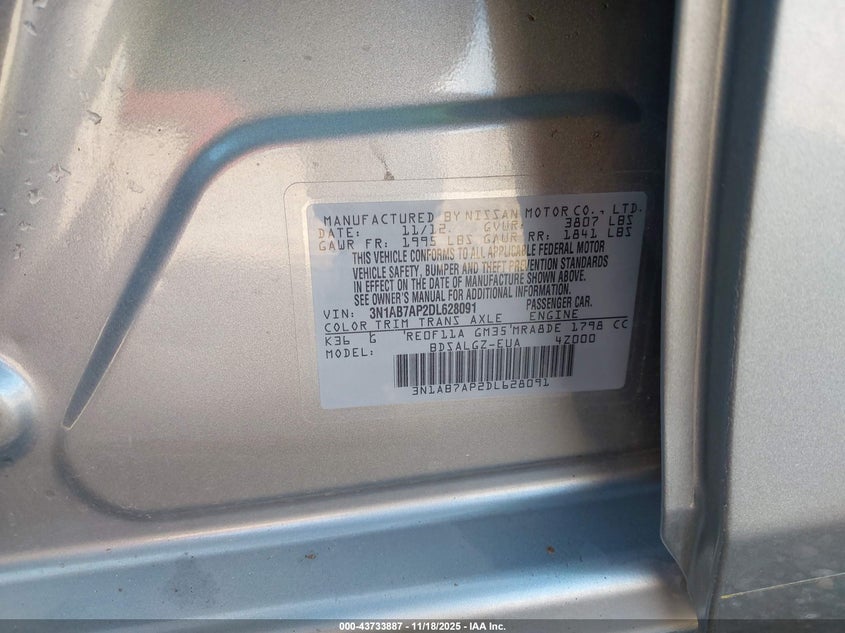 MANUFACTURED BY NISSAN MOTOR CO., LTD.
DATE: 11/12 GVWR: 3807 LBS
GAWR FR: 1995 LBS GAWR RR: 1841 LBS
THIS VEHICLE CONFORMS TO ALL APPLICABLE FEDERAL MOTOR
VEHICLE SAFETY, BUMPER AND THEFT PREVENTION STANDARDS
IN EFFECT ON THE DATE OF MANUFACTURE SHOWN ABOVE.
SEE OWNER'S MANUAL FOR ADDITIONAL INFORMATION.
VIN: 3N1AB7AP2DL628091 PASSENGER CAR.
COLOR TRIM TRANS AXLE ENGINE
K36 G RE0F11A GM35 MRA8DE 1798 CC
MODEL: BDSALGZ-EUA 4Z000
3N1AB7AP2DL628091
000-43733887 - 11/18/2025 - IAA Inc.